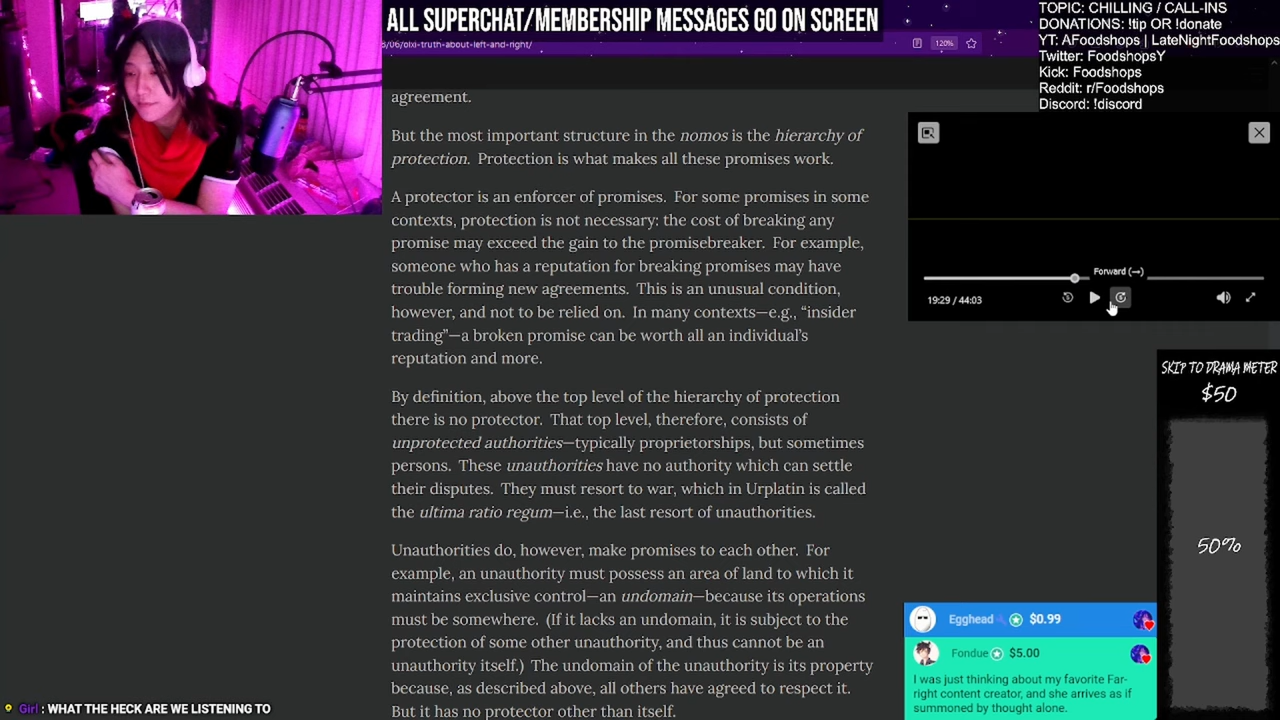 ALL SUPERCHAT/MEMBERSHIP MESSAGES GO ON SCREEN
TOPIC: CHILLING / CALL-INS
DONATIONS: !tip OR !donate
YT: AFoodshops | LateNightFoodshops
Twitter: FoodshopsY
Kick: Foodshops
Reddit: r/Foodshops
Discord: !discord
/06/olxi-truth-about-left-and-right/
120%
agreement.
But the most important structure in the nomos is the hierarchy of
protection. Protection is what makes all these promises work.
A protector is an enforcer of promises. For some promises in some
contexts, protection is not necessary: the cost of breaking any
promise may exceed the gain to the promisebreaker. For example,
someone who has a reputation for breaking promises may have
trouble forming new agreements. This is an unusual condition,
however, and not to be relied on. In many contexts—e.g., “insider
trading”—a broken promise can be worth all an individual’s
reputation and more.
By definition, above the top level of the hierarchy of protection
there is no protector. That top level, therefore, consists of
unprotected authorities—typically proprietorships, but sometimes
persons. These unauthorities have no authority which can settle
their disputes. They must resort to war, which in Urplatin is called
the ultima ratio regum—i.e., the last resort of unauthorities.
Unauthorities do, however, make promises to each other. For
example, an unauthority must possess an area of land to which it
maintains exclusive control—an undomain—because its operations
must be somewhere. (If it lacks an undomain, it is subject to the
protection of some other unauthority, and thus cannot be an
unauthority itself.) The undomain of the unauthority is its property
because, as described above, all others have agreed to respect it.
But it has no protector other than itself.
Forward (→)
19:29 / 44:03
SKIP TO DRAMA METER
$50
50%
Egghead $0.99
Fondue $5.00
I was just thinking about my favorite Far-
right content creator, and she arrives as if
summoned by thought alone.
Girl : WHAT THE HECK ARE WE LISTENING TO